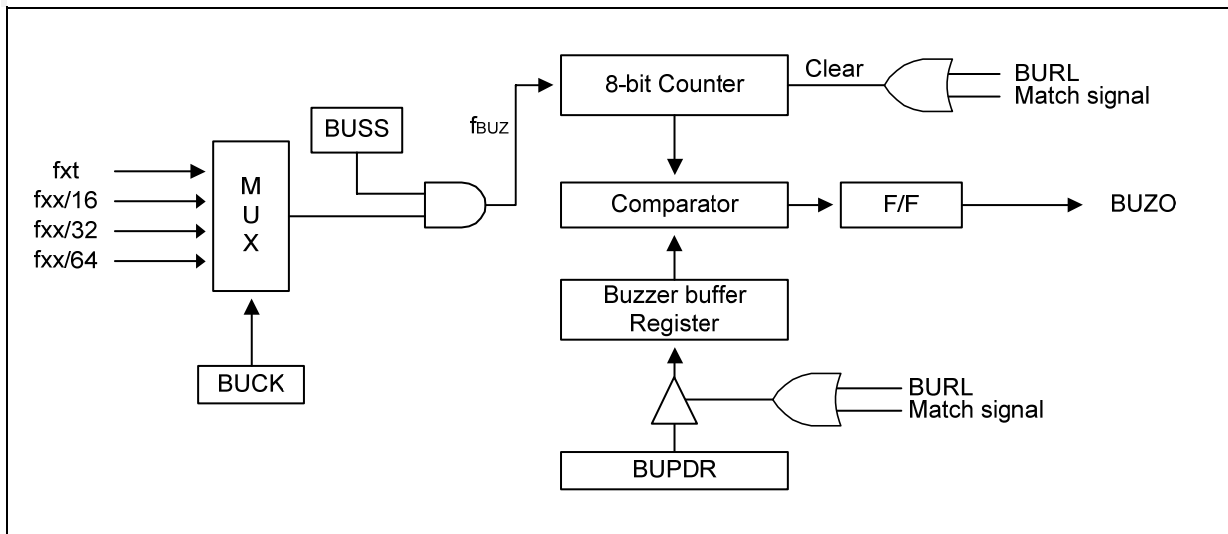 fxt
fxx/16
fxx/32
fxx/64
M
U
X
BUCK
BUSS
fBUZ
8-bit Counter
Clear
BURL
Match signal
Comparator
F/F
BUZO
Buzzer buffer
Register
BURL
Match signal
BUPDR